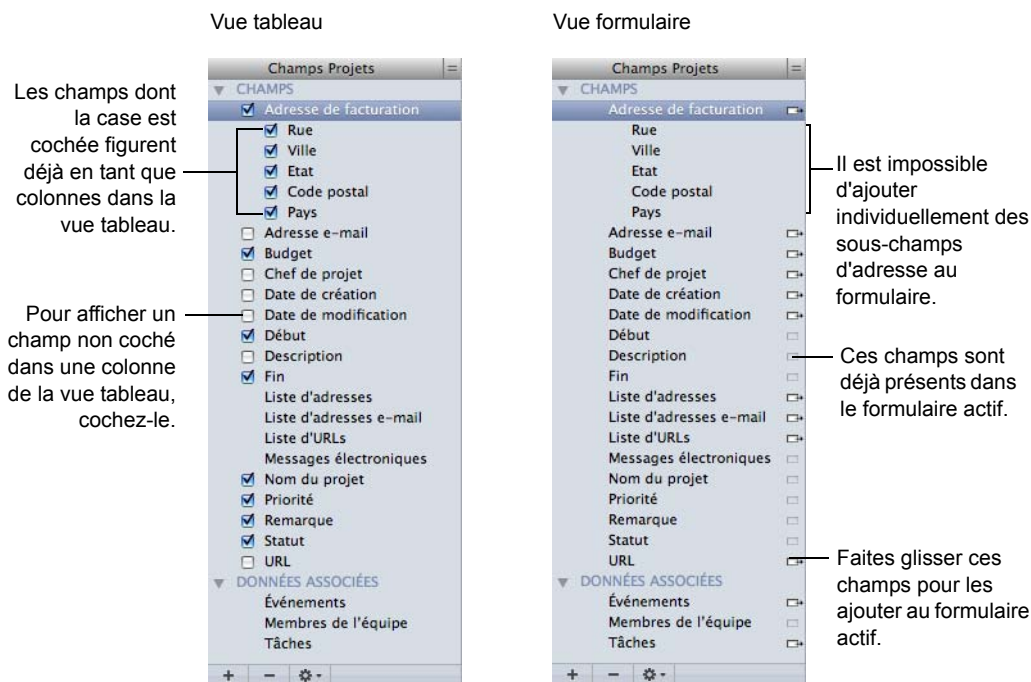 Vue tableau
Vue formulaire
Les champs dont
la case est
cochée figurent
déjà en tant que
colonnes dans la
vue tableau.
Pour afficher un
champ non coché
dans une colonne
de la vue tableau,
cochez-le.
Champs Projets
=
CHAMPS
Adresse de facturation
Rue
Ville
Etat
Code postal
Pays
Adresse e-mail
Budget
Chef de projet
Date de création
Date de modification
Début
Description
Fin
Liste d'adresses
Liste d'adresses e-mail
Liste d'URLs
Messages électroniques
Nom du projet
Priorité
Remarque
Statut
URL
DONNÉES ASSOCIÉES
Événements
Membres de l'équipe
Tâches
+ −
Champs Projets
=
CHAMPS
Adresse de facturation
Rue
Ville
Etat
Code postal
Pays
Adresse e-mail
Budget
Chef de projet
Date de création
Date de modification
Début
Description
Fin
Liste d'adresses
Liste d'adresses e-mail
Liste d'URLs
Messages électroniques
Nom du projet
Priorité
Remarque
Statut
URL
DONNÉES ASSOCIÉES
Événements
Membres de l'équipe
Tâches
+ −
Il est impossible
d'ajouter
individuellement des
sous-champs
d'adresse au
formulaire.
Ces champs sont
déjà présents dans
le formulaire actif.
Faites glisser ces
champs pour les
ajouter au formulaire
actif.